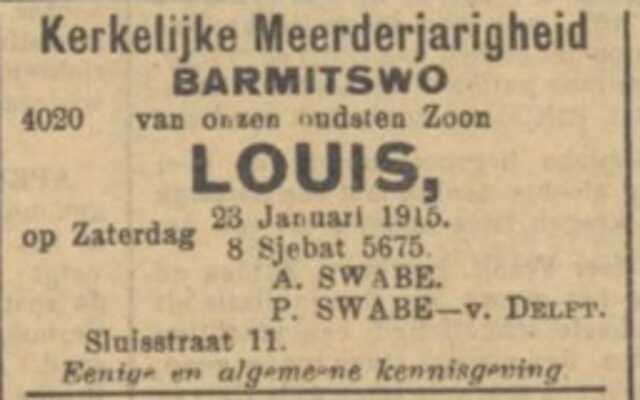 Kerkelijke Meerderjarigheid
BARMITSWO
4020 van onzen oudsten Zoon
LOUIS,
op Zaterdag 23 Januari 1915.
8 Sjebat 5675.
A. SWABE.
P. SWABE—v. DELFT.
Sluisstraat 11.
Eenige en algemeene kennisgeving.